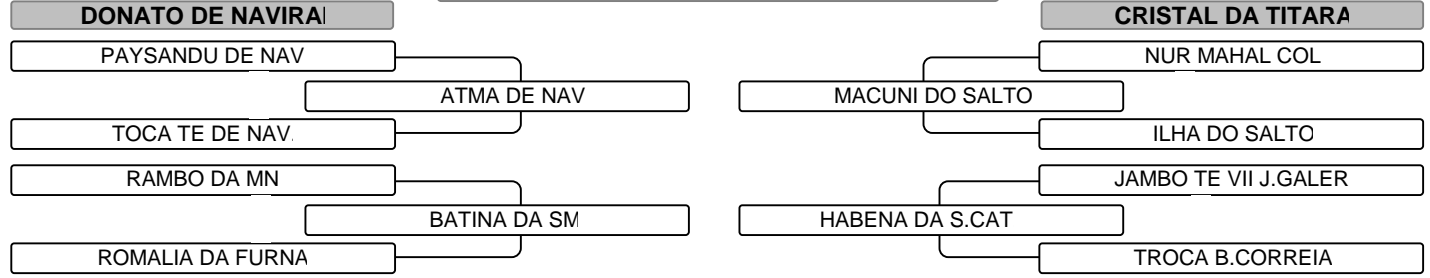 DONATO DE NAVIRAI
CRISTAL DA TITARA
PAYSANDU DE NAV
NUR MAHAL COL
ATMA DE NAV
MACUNI DO SALTO
TOCA TE DE NAV.
ILHA DO SALTO
RAMBO DA MN
JAMBO TE VII J.GALER
BATINA DA SM
HABENA DA S.CAT
ROMALIA DA FURNA
TROCA B.CORREIA